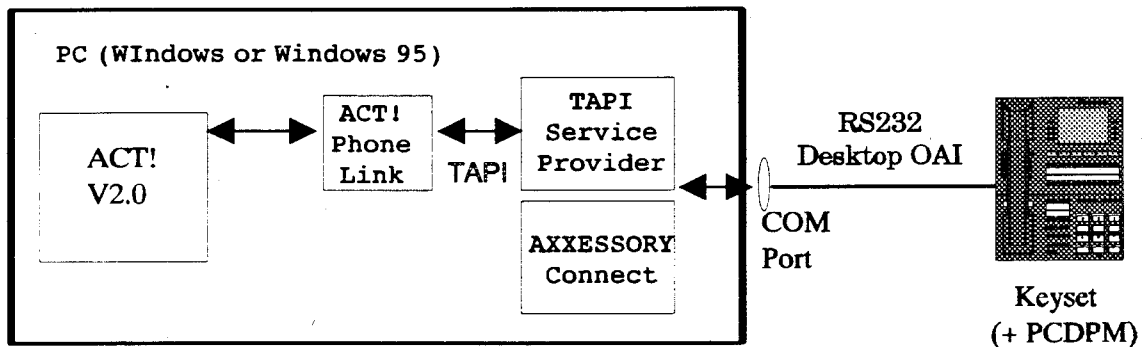 PC (WIndows or Windows 95)
ACT!
V2.0
ACT!
Phone
Link
TAPI
TAPI
Service
Provider
AXXESSORY
Connect
RS232
Desktop OAI
COM
Port
Keyset
(+ PCDPM)